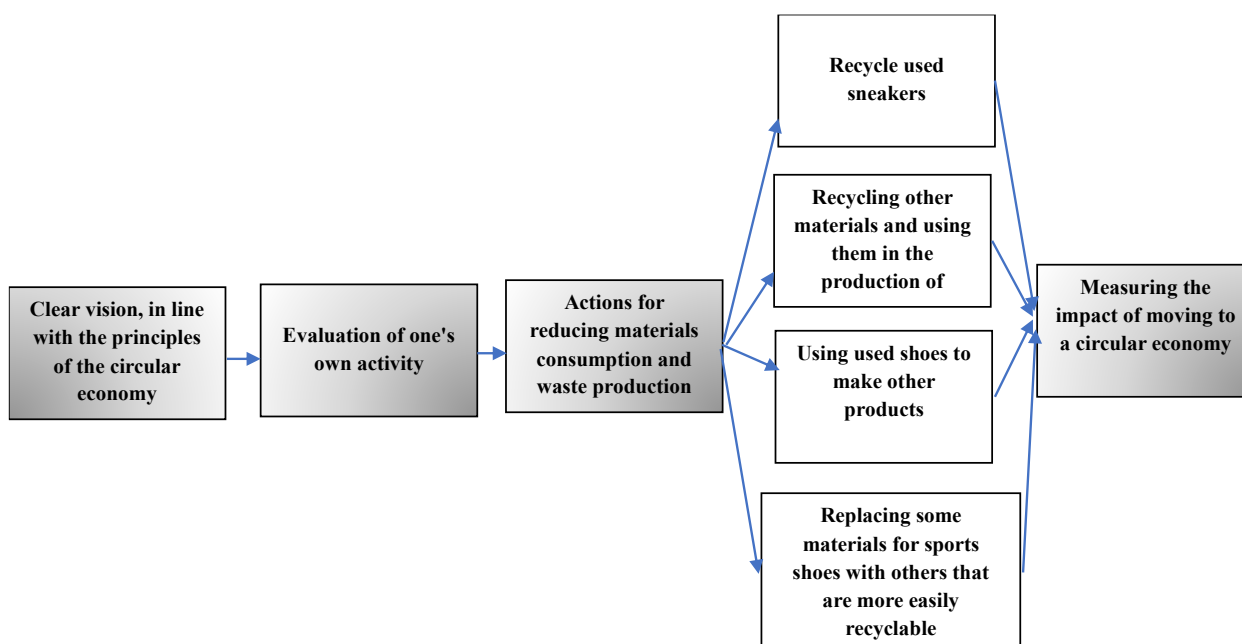 Clear vision, in line
with the principles
of the circular
economy
Evaluation of one's
own activity
Actions for
reducing materials
consumption and
waste production
Recycle used
sneakers
Recycling other
materials and using
them in the
production of
Using used shoes to
make other
products
Replacing some
materials for sports
shoes with others that
are more easily
recyclable
Measuring the
impact of moving to
a circular economy